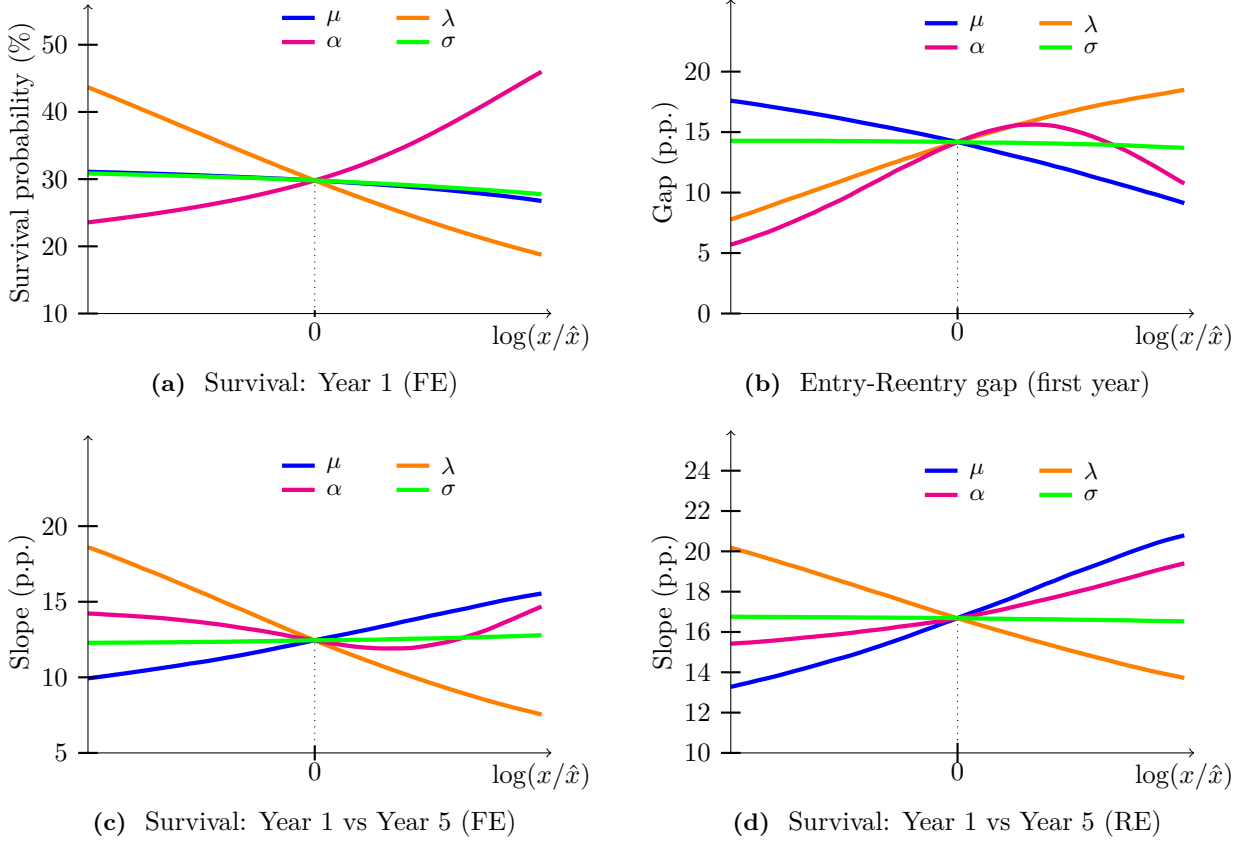 μ λ
α σ
Survival probability (%)
50
40
30
20
10
0
log(x/x̂)
(a) Survival: Year 1 (FE)
μ λ
α σ
Gap (p.p.)
20
15
10
5
0
0
log(x/x̂)
(b) Entry-Reentry gap (first year)
μ λ
α σ
Slope (p.p.)
20
15
10
5
0
log(x/x̂)
(c) Survival: Year 1 vs Year 5 (FE)
μ λ
α σ
Slope (p.p.)
24
22
20
18
16
14
12
10
0
log(x/x̂)
(d) Survival: Year 1 vs Year 5 (RE)